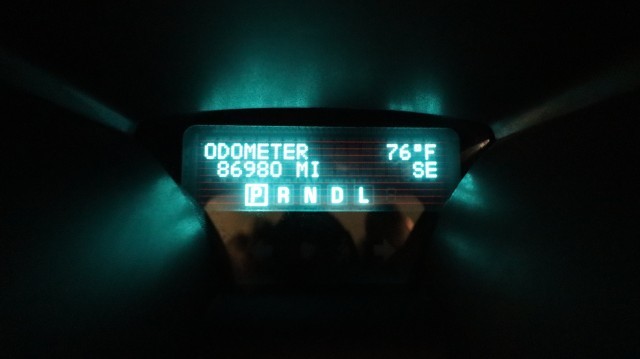 ODOMETER 76°F
86980 MI SE
P R N D L